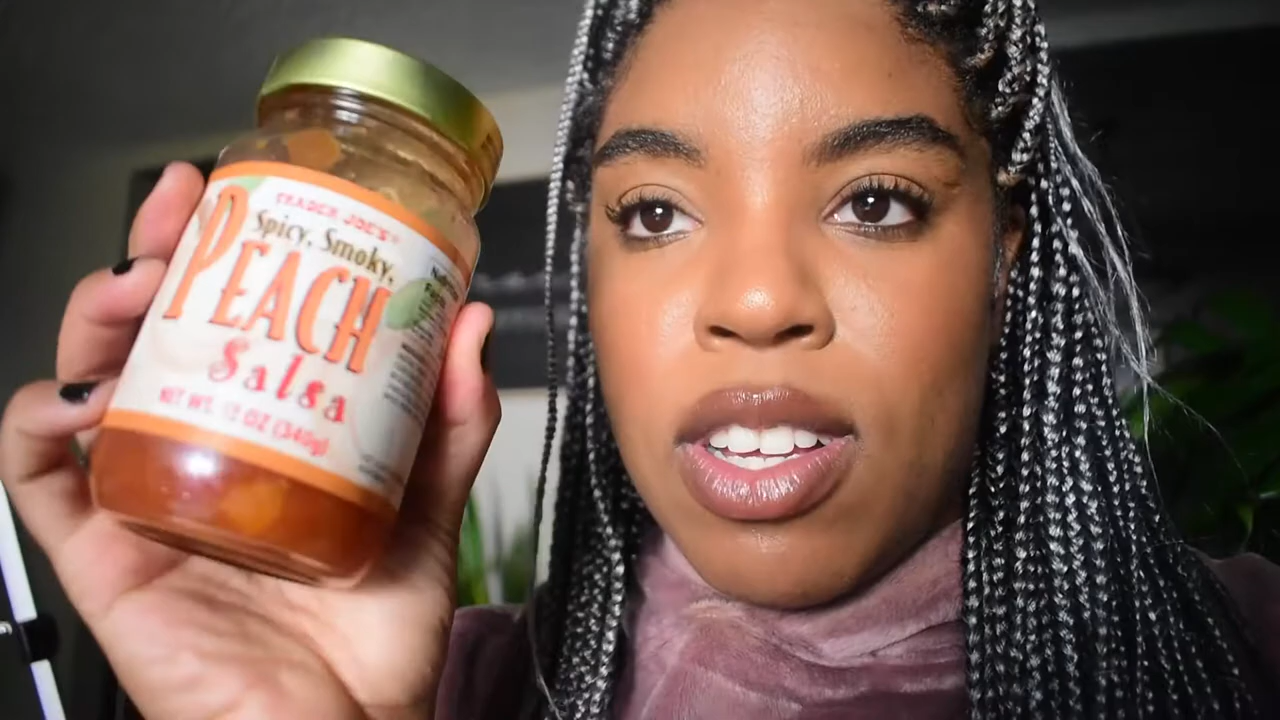 TRADER JOE'S
Spicy, Smoky,
PEACH
Salsa
NET WT. 12 OZ (340g)